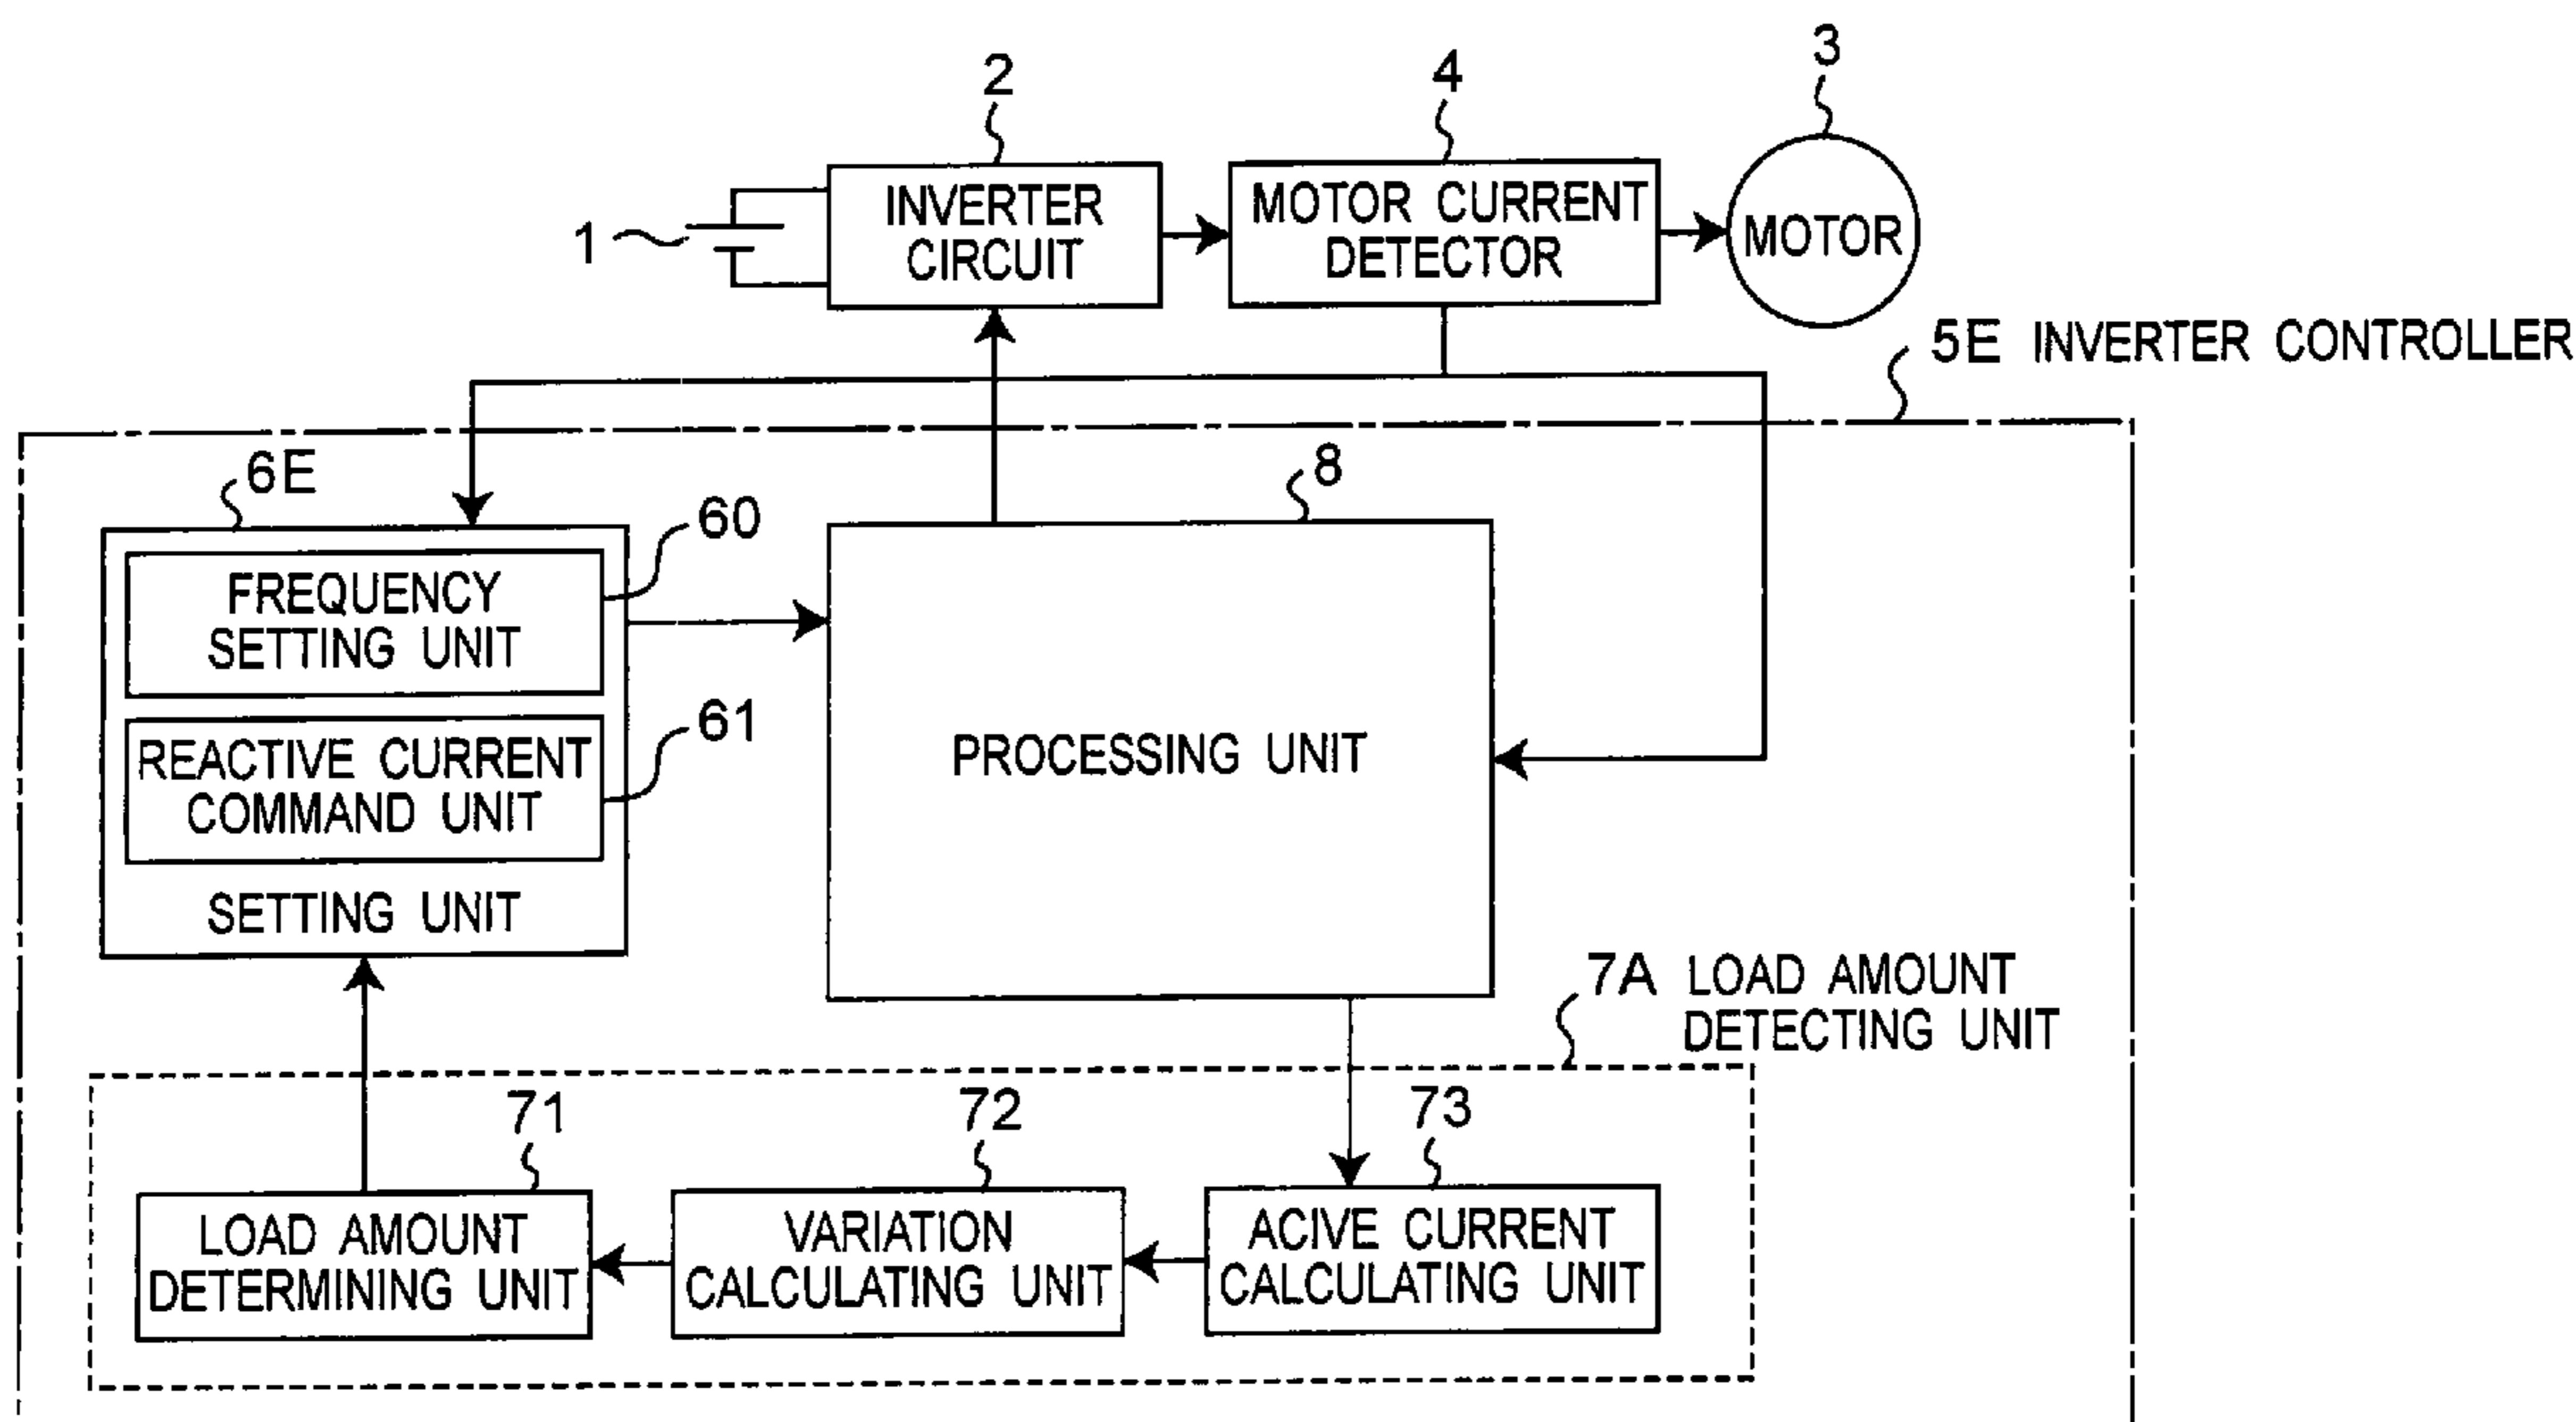 2
4
3
1
INVERTER
CIRCUIT
MOTOR CURRENT
DETECTOR
MOTOR
5E INVERTER CONTROLLER
6E
60
8
FREQUENCY
SETTING UNIT
61
REACTIVE CURRENT
COMMAND UNIT
SETTING UNIT
PROCESSING UNIT
7A LOAD AMOUNT
DETECTING UNIT
71
72
73
LOAD AMOUNT
DETERMINING UNIT
VARIATION
CALCULATING UNIT
ACIVE CURRENT
CALCULATING UNIT